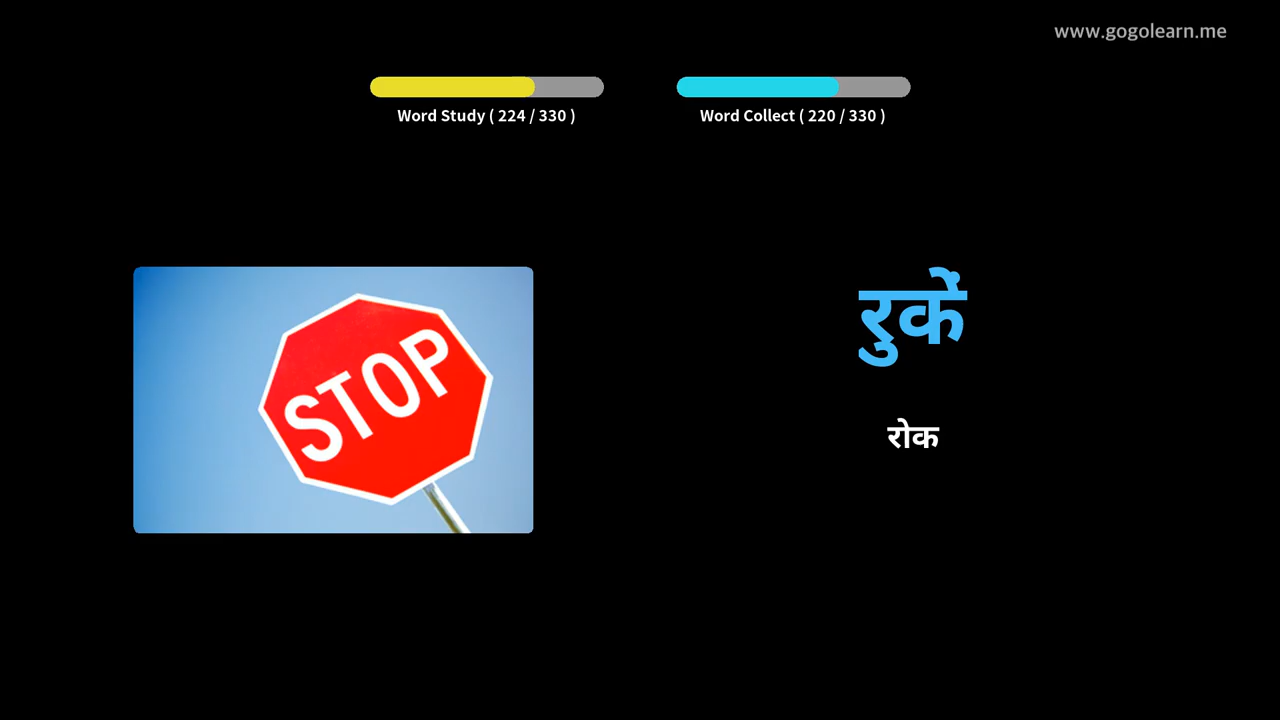 www.gogolearn.me
Word Study ( 224 / 330 )
Word Collect ( 220 / 330 )
STOP
रुकें
रोक